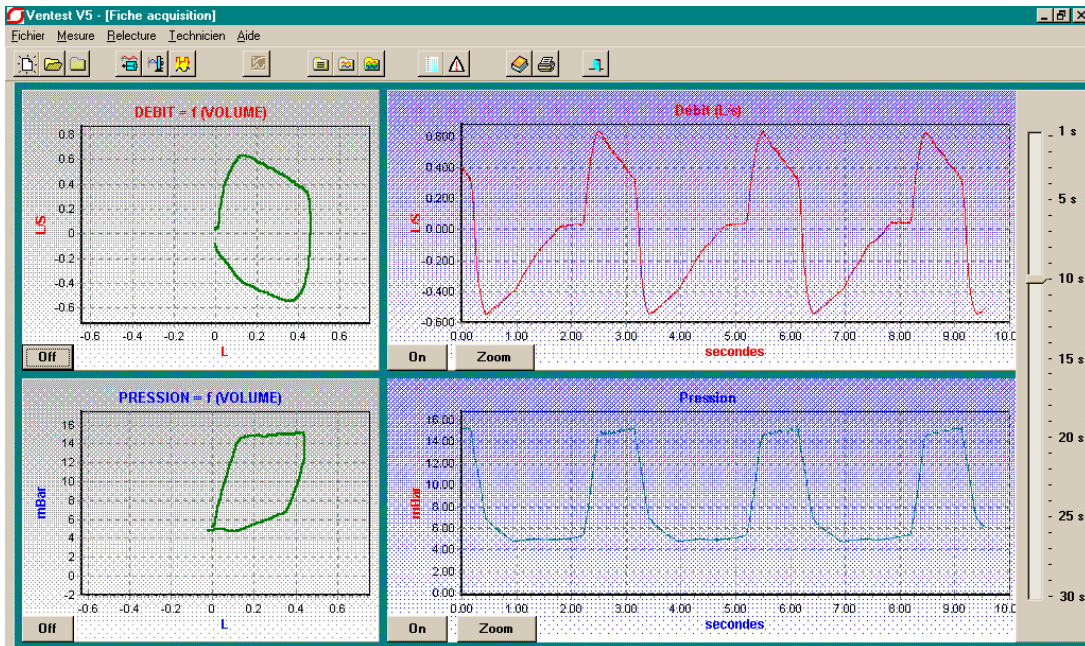 Ventest V5 - [Fiche acquisition]
Fichier Mesure Relecture Technicien Aide
DEBIT = f (VOLUME)
0.8
0.6
0.4
0.2
0
-0.2
-0.4
-0.6
L/S
-0.6 -0.4 -0.2 0 0.2 0.4 0.6
L
Off
Débit (L/s)
0.600
0.400
0.200
0.000
-0.200
-0.400
-0.600
L/S
0.00 1.00 2.00 3.00 4.00 5.00 6.00 7.00 8.00 9.00 10.0
secondes
On Zoom
PRESSION = f (VOLUME)
16
14
12
10
8
6
4
2
0
-2
mBar
-0.6 -0.4 -0.2 0 0.2 0.4 0.6
L
Off
Pression
16.00
14.00
12.00
10.00
8.00
6.00
4.00
2.00
0.00
mBar
0.00 1.00 2.00 3.00 4.00 5.00 6.00 7.00 8.00 9.00 10.0
secondes
On Zoom
1 s
5 s
10 s
15 s
20 s
25 s
30 s